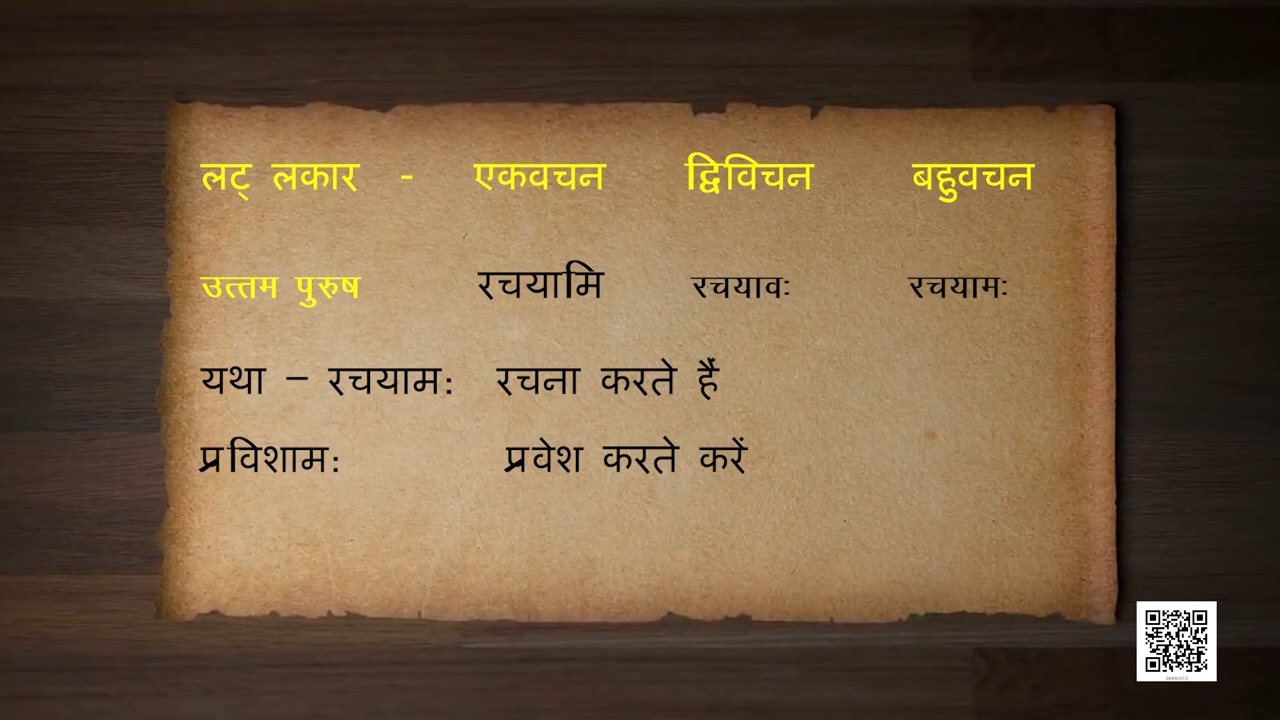 लट् लकार - एकवचन द्विविचन बहुवचन
उत्तम पुरुष रचयामि रचयावः रचयामः
यथा – रचयाम: रचना करते हैं
प्रविशाम: प्रवेश करते करें